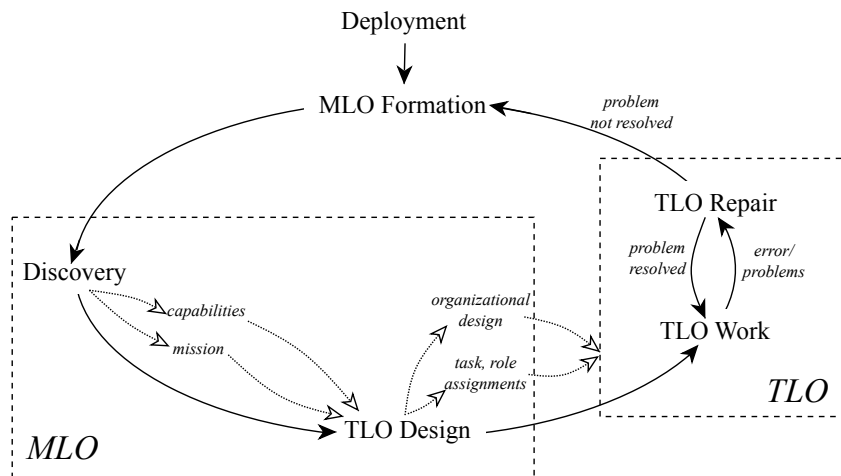 Deployment
MLO Formation
problem
not resolved
TLO Repair
problem
resolved
error/
problems
TLO Work
TLO
Discovery
capabilities
mission
organizational
design
task, role
assignments
TLO Design
MLO